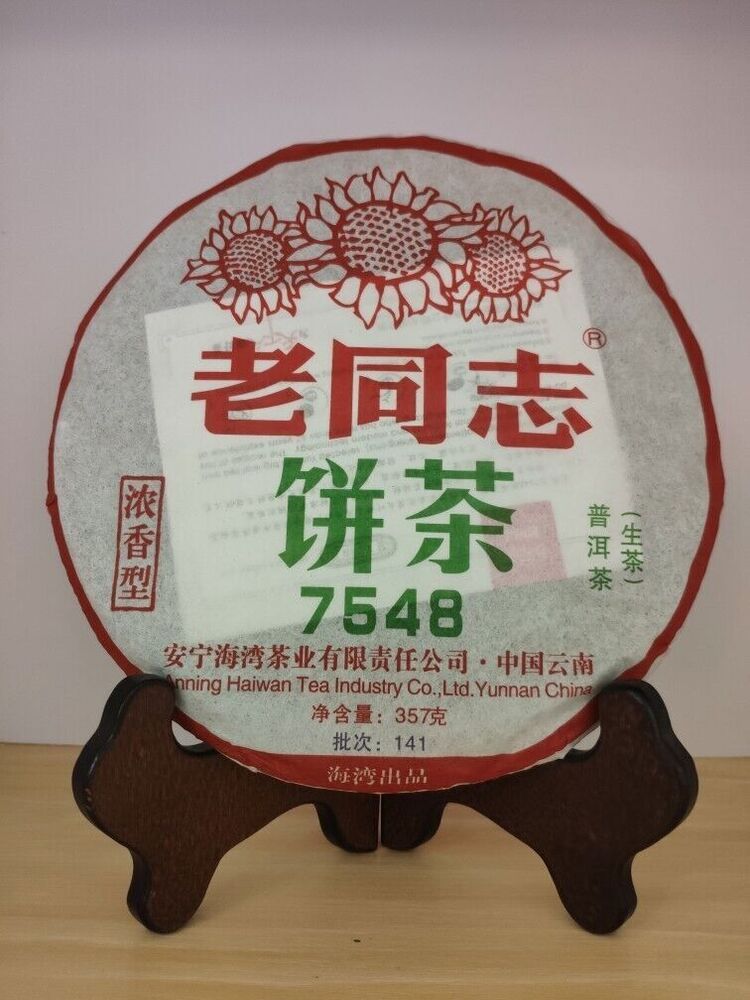 老同志®
饼茶
7548
浓香型
普洱茶
(生茶)
安宁海湾茶业有限责任公司·中国云南
Anning Haiwan Tea Industry Co.,Ltd.Yunnan China
净含量：357克
批次：141
海湾出品